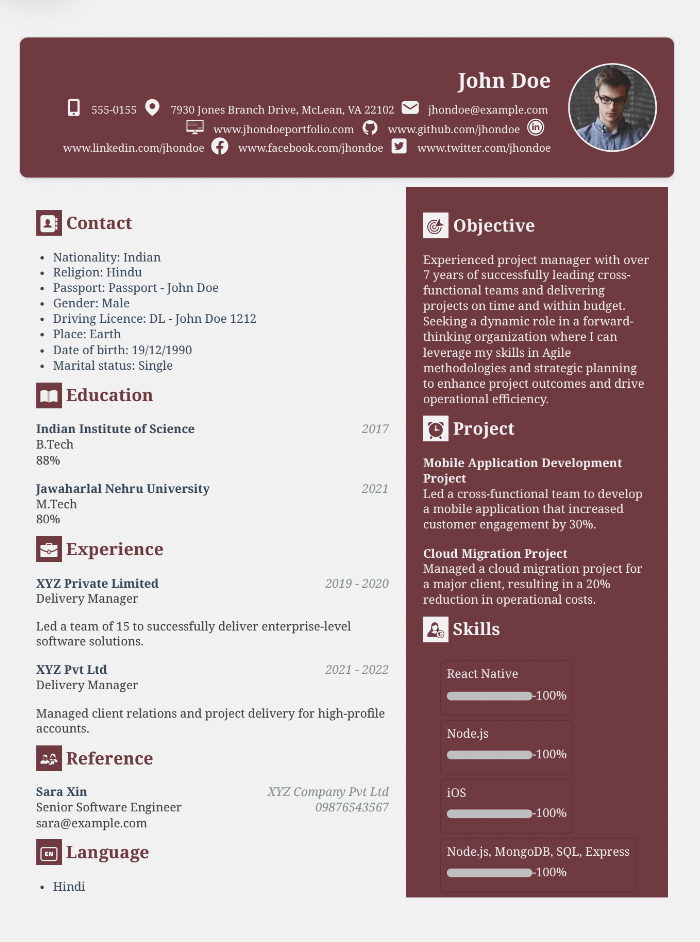 John Doe
555-0155 7930 Jones Branch Drive, McLean, VA 22102 jhondoe@example.com
www.jhondoeportfolio.com www.github.com/jhondoe in
www.linkedin.com/jhondoe www.facebook.com/jhondoe www.twitter.com/jhondoe
Contact
• Nationality: Indian
• Religion: Hindu
• Passport: Passport - John Doe
• Gender: Male
• Driving Licence: DL - John Doe 1212
• Place: Earth
• Date of birth: 19/12/1990
• Marital status: Single
Education
Indian Institute of Science 2017
B.Tech
88%
Jawaharlal Nehru University 2021
M.Tech
80%
Experience
XYZ Private Limited 2019 - 2020
Delivery Manager
Led a team of 15 to successfully deliver enterprise-level
software solutions.
XYZ Pvt Ltd 2021 - 2022
Delivery Manager
Managed client relations and project delivery for high-profile
accounts.
Reference
Sara Xin XYZ Company Pvt Ltd
Senior Software Engineer 09876543567
sara@example.com
EN Language
• Hindi
Objective
Experienced project manager with over
7 years of successfully leading cross-
functional teams and delivering
projects on time and within budget.
Seeking a dynamic role in a forward-
thinking organization where I can
leverage my skills in Agile
methodologies and strategic planning
to enhance project outcomes and drive
operational efficiency.
Project
Mobile Application Development
Project
Led a cross-functional team to develop
a mobile application that increased
customer engagement by 30%.
Cloud Migration Project
Managed a cloud migration project for
a major client, resulting in a 20%
reduction in operational costs.
Skills
React Native
-100%
Node.js
-100%
iOS
-100%
Node.js, MongoDB, SQL, Express
-100%